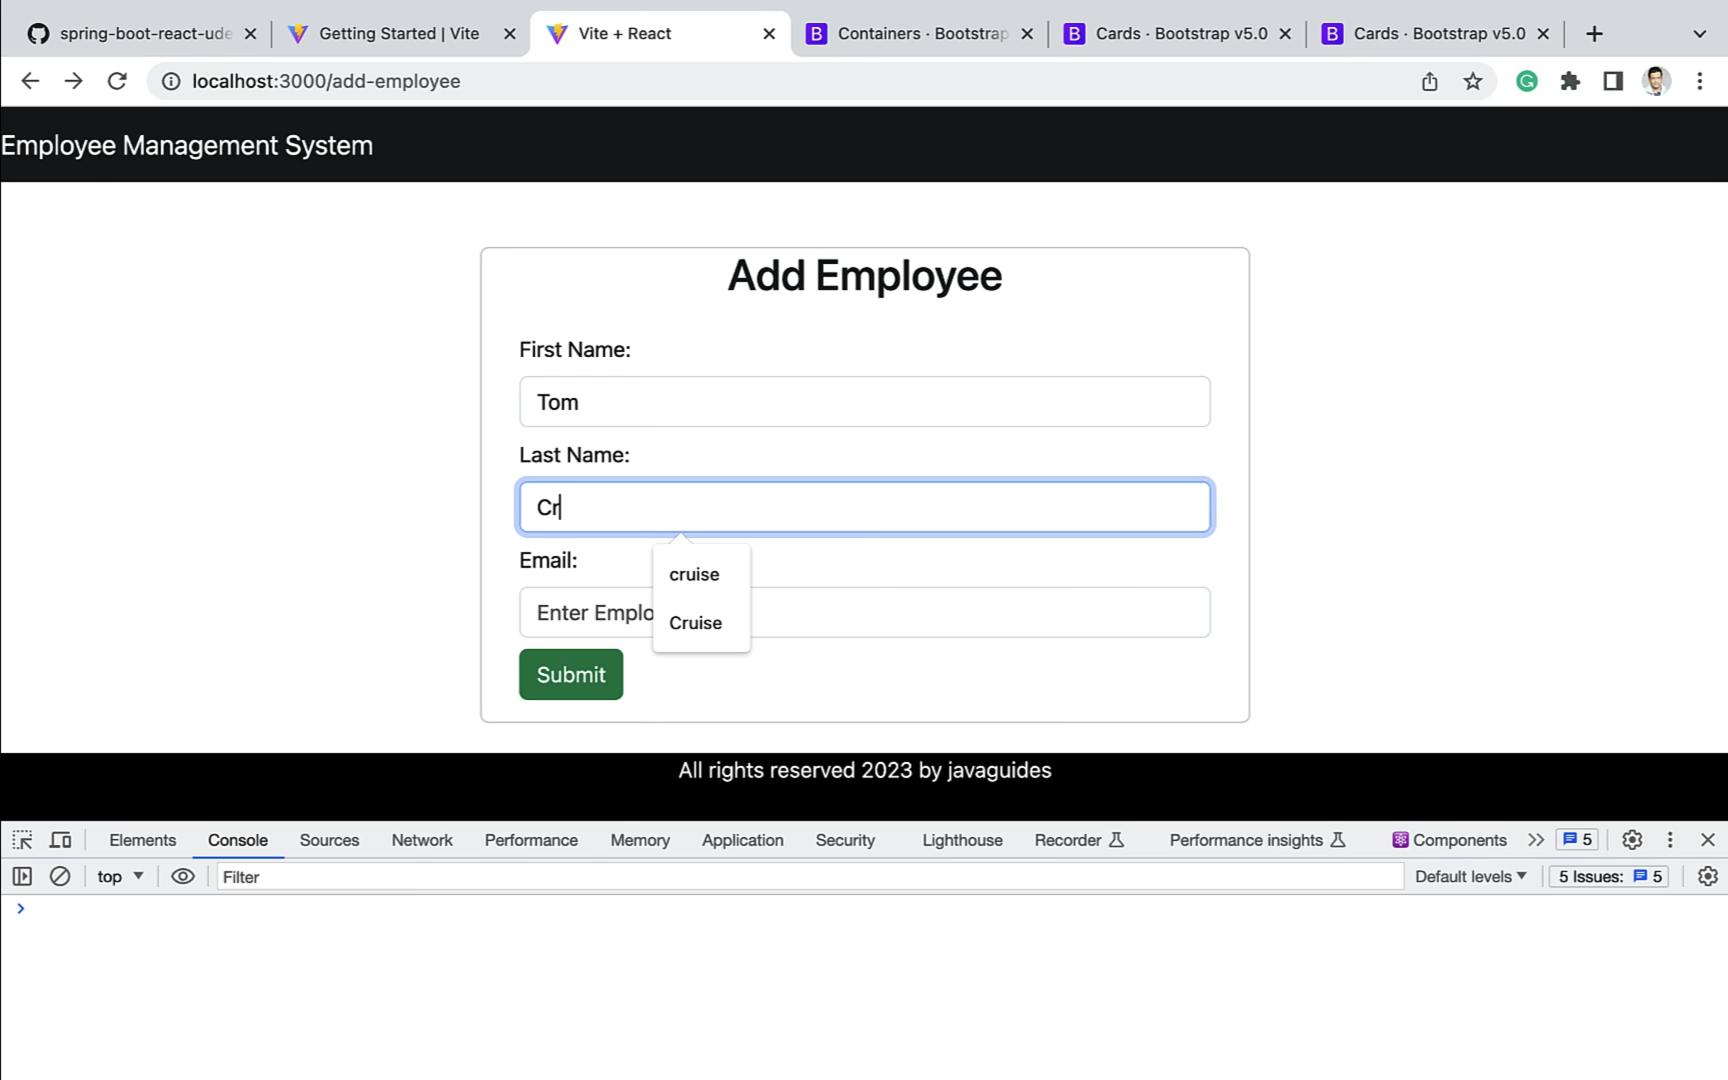 spring-boot-react-ude
Getting Started | Vite
Vite + React
Containers · Bootstrap
Cards · Bootstrap v5.0
Cards · Bootstrap v5.0
localhost:3000/add-employee
Employee Management System
Add Employee
First Name:
Tom
Last Name:
Cr
Email:
cruise
Enter Emplo
Cruise
Submit
All rights reserved 2023 by javaguides
Elements Console Sources Network Performance Memory Application Security Lighthouse Recorder Performance insights Components 5
top Filter Default levels 5 Issues: 5